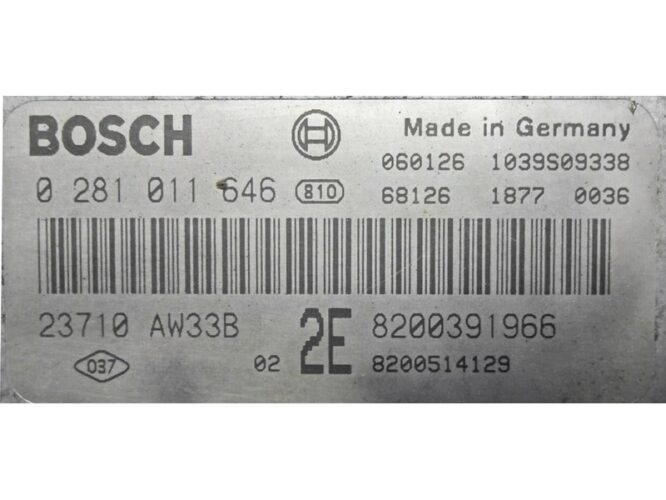 BOSCH Made in Germany
060126 1039S09338
0 281 011 646 810 68126 1877 0036
23710 AW33B 2E 8200391966
037 02 8200514129